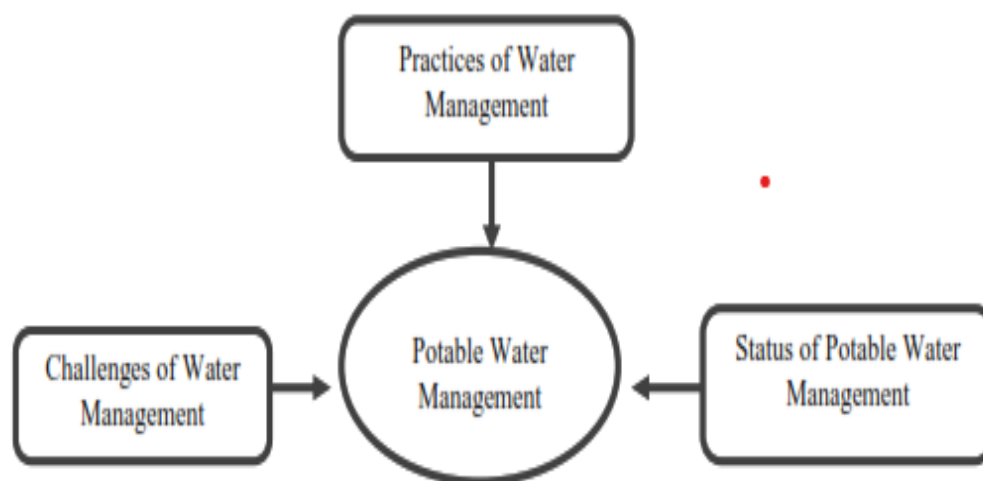 Practices of Water
Management
Challenges of Water
Management
Potable Water
Management
Status of Potable Water
Management